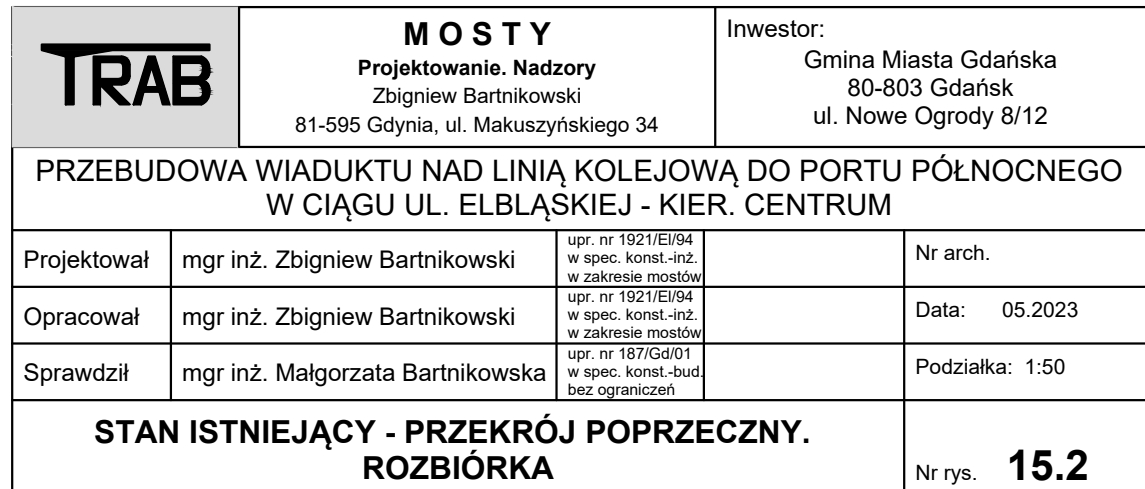 TRAB
M O S T Y
Projektowanie. Nadzory
Zbigniew Bartnikowski
81-595 Gdynia, ul. Makuszyńskiego 34
Inwestor:
Gmina Miasta Gdańska
80-803 Gdańsk
ul. Nowe Ogrody 8/12
PRZEBUDOWA WIADUKTU NAD LINIĄ KOLEJOWĄ DO PORTU PÓŁNOCNEGO
W CIĄGU UL. ELBLĄSKIEJ - KIER. CENTRUM
Projektował
mgr inż. Zbigniew Bartnikowski
upr. nr 1921/El/94
w spec. konst.-inż.
w zakresie mostów
Nr arch.
Opracował
mgr inż. Zbigniew Bartnikowski
upr. nr 1921/El/94
w spec. konst.-inż.
w zakresie mostów
Data: 05.2023
Sprawdził
mgr inż. Małgorzata Bartnikowska
upr. nr 187/Gd/01
w spec. konst.-bud.
bez ograniczeń
Podziałka: 1:50
STAN ISTNIEJĄCY - PRZEKRÓJ POPRZECZNY.
ROZBIÓRKA
Nr rys. 15.2